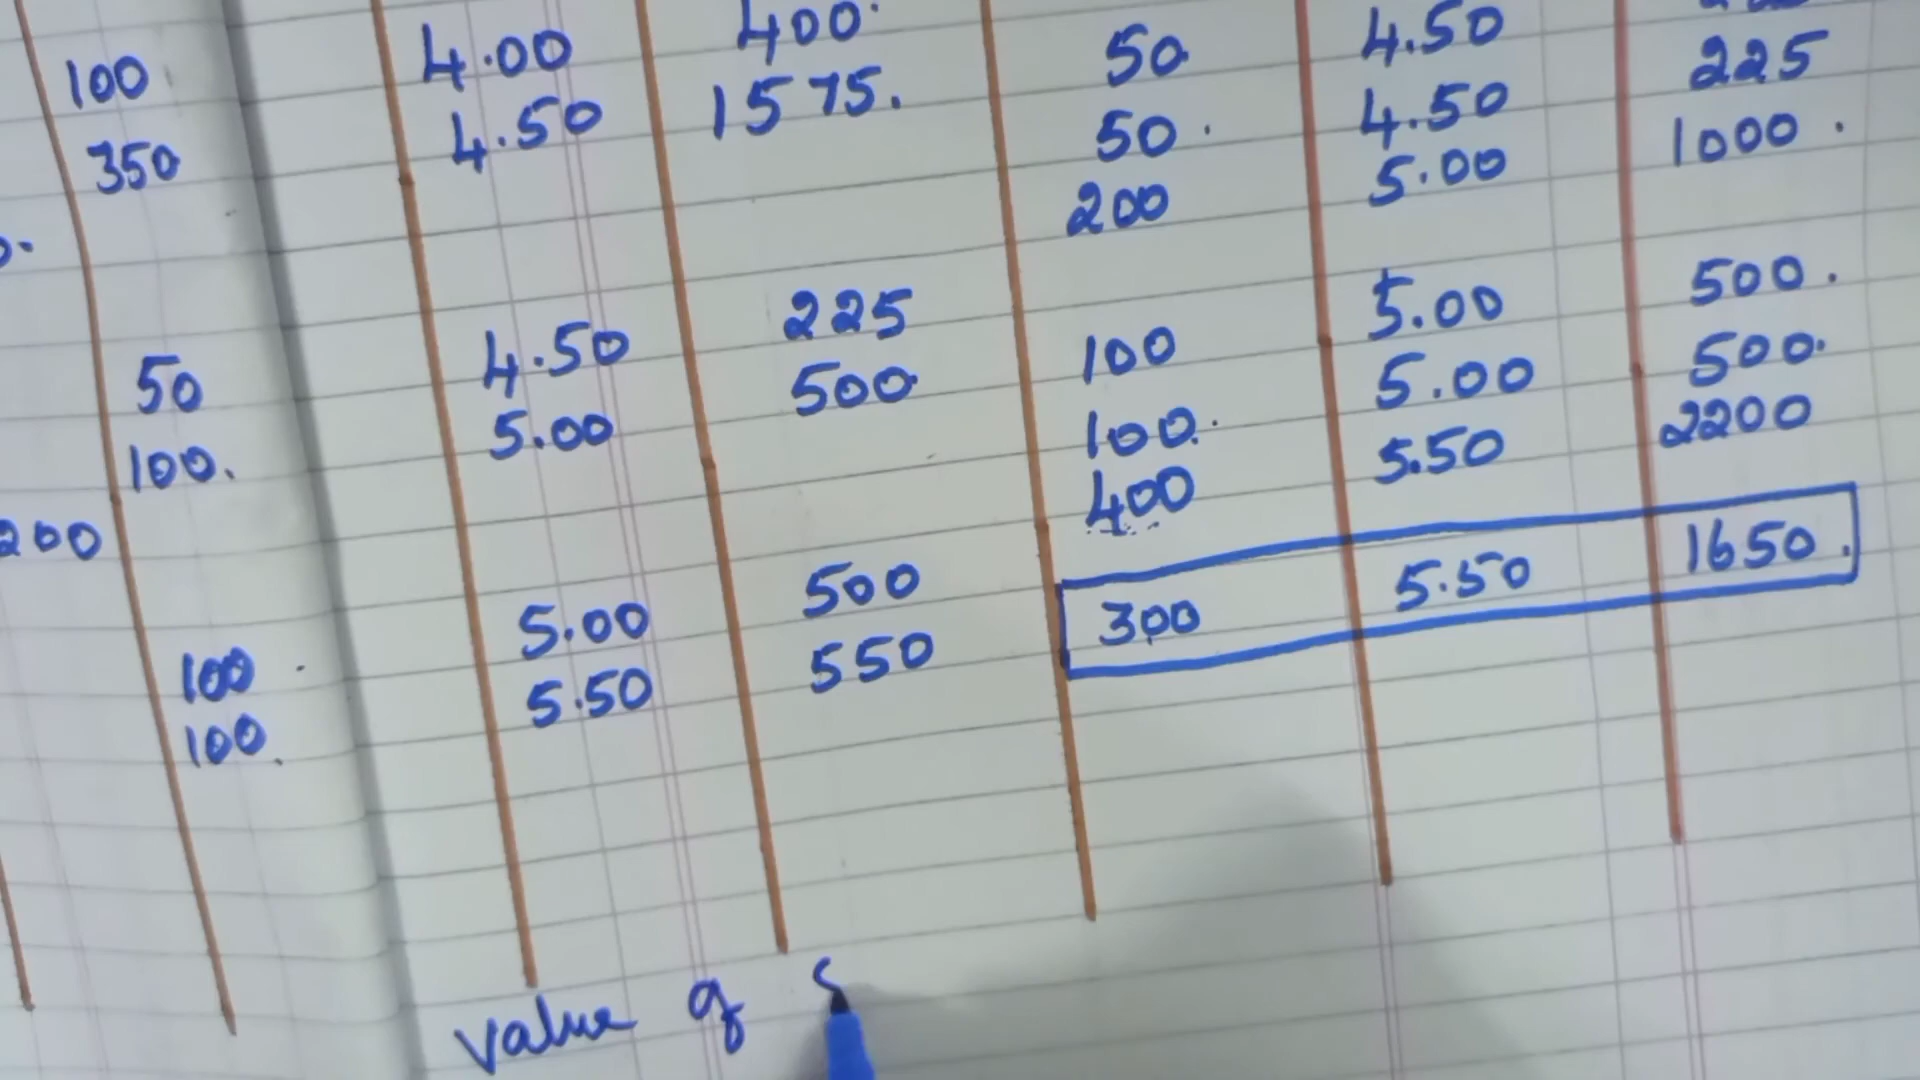 100 4.00 400. 50 4.50
350 4.50 1575. 50. 4.50 225
200 5.00 1000.
50 4.50 225 100 5.00 500.
100. 5.00 500 100. 5.00 500.
200 400 5.50 2200
100 5.00 500 300 5.50 1650.
100. 5.50 550
value of